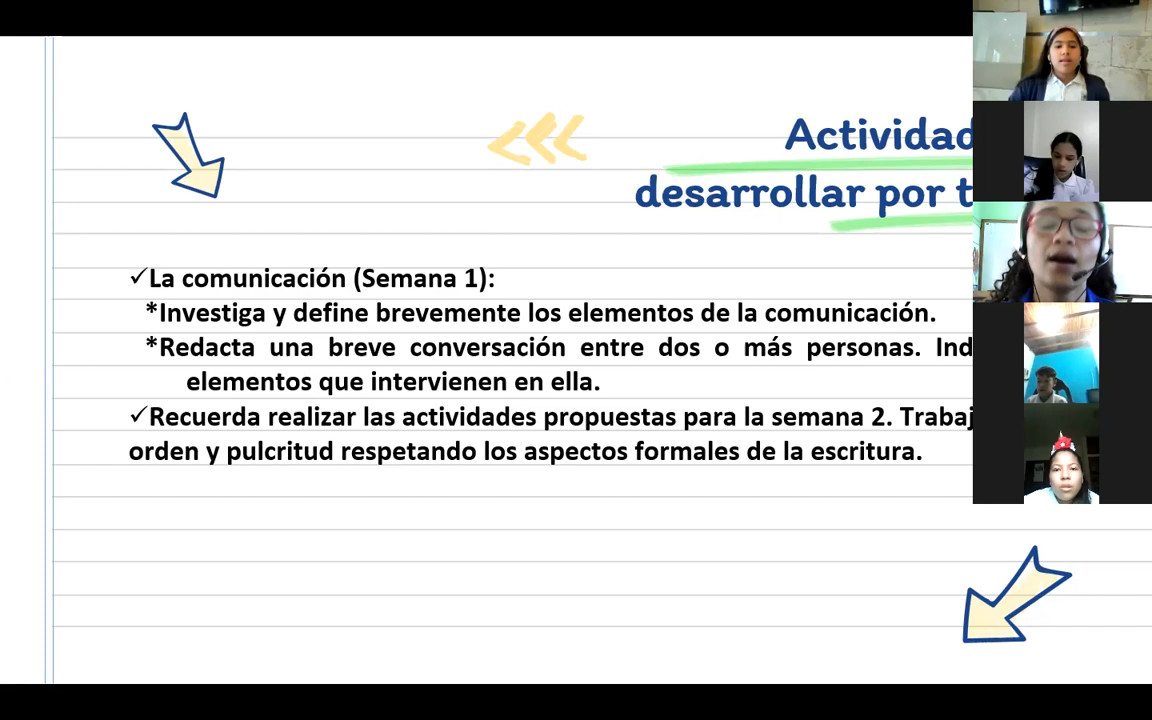 Actividad
desarrollar por t
✓La comunicación (Semana 1):
*Investiga y define brevemente los elementos de la comunicación.
*Redacta una breve conversación entre dos o más personas. Ind
elementos que intervienen en ella.
✓Recuerda realizar las actividades propuestas para la semana 2. Trabaj
orden y pulcritud respetando los aspectos formales de la escritura.